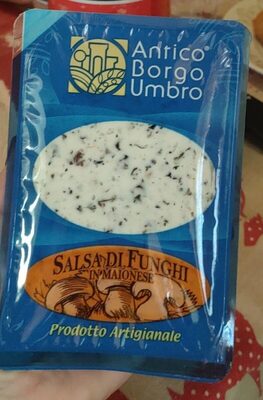 Antico®
Borgo
Umbro
SALSA DI FUNGHI
IN MAIONESE
Prodotto Artigianale